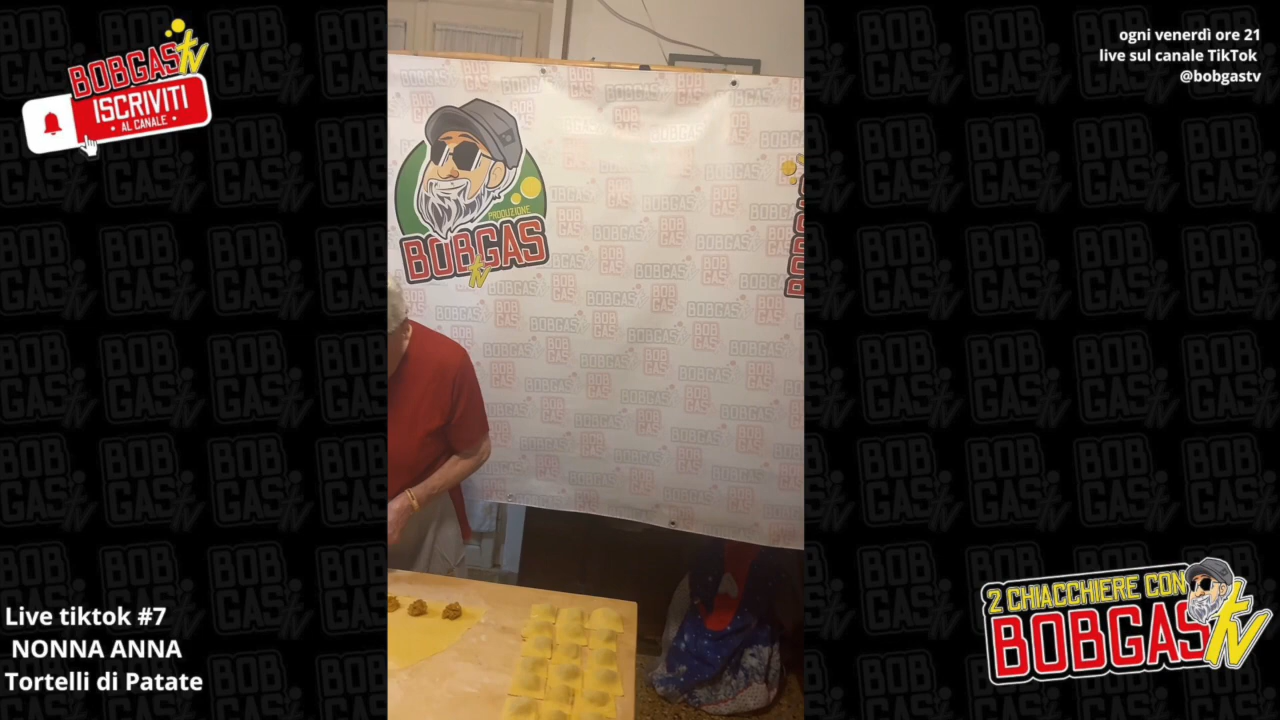 BOBGAS tv
ISCRIVITI
• AL CANALE •
ogni venerdì ore 21
live sul canale TikTok
@bobgastv
PRODUZIONE
BOBGAS
tv
Live tiktok #7
NONNA ANNA
Tortelli di Patate
2 CHIACCHIERE CON
BOBGAS tv